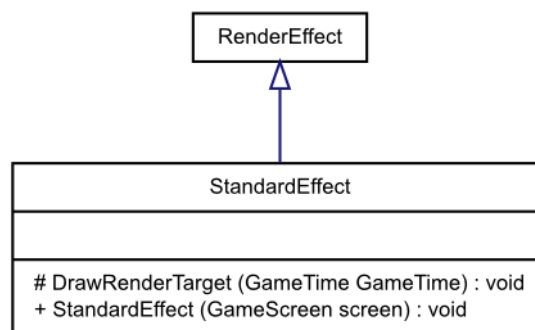 RenderEffect
StandardEffect
# DrawRenderTarget (GameTime GameTime) : void
+ StandardEffect (GameScreen screen) : void